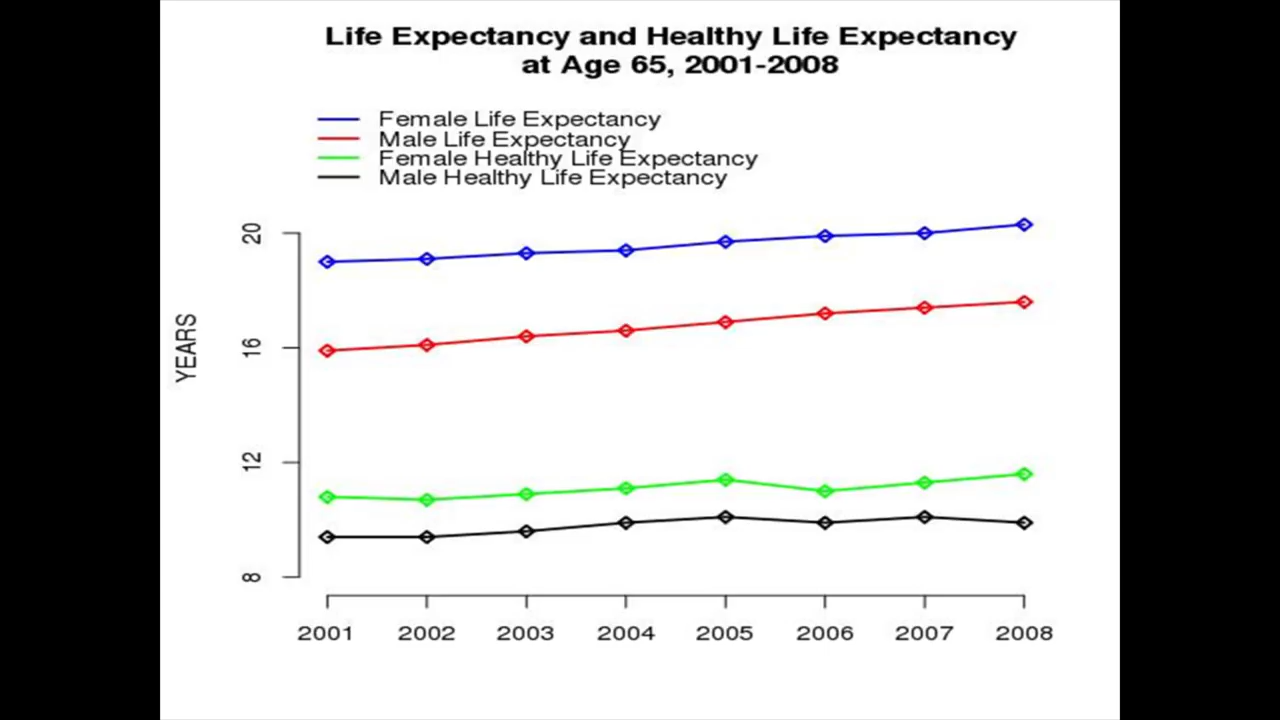 Life Expectancy and Healthy Life Expectancy
at Age 65, 2001-2008
Female Life Expectancy
Male Life Expectancy
Female Healthy Life Expectancy
Male Healthy Life Expectancy
YEARS
20
16
12
8
2001 2002 2003 2004 2005 2006 2007 2008